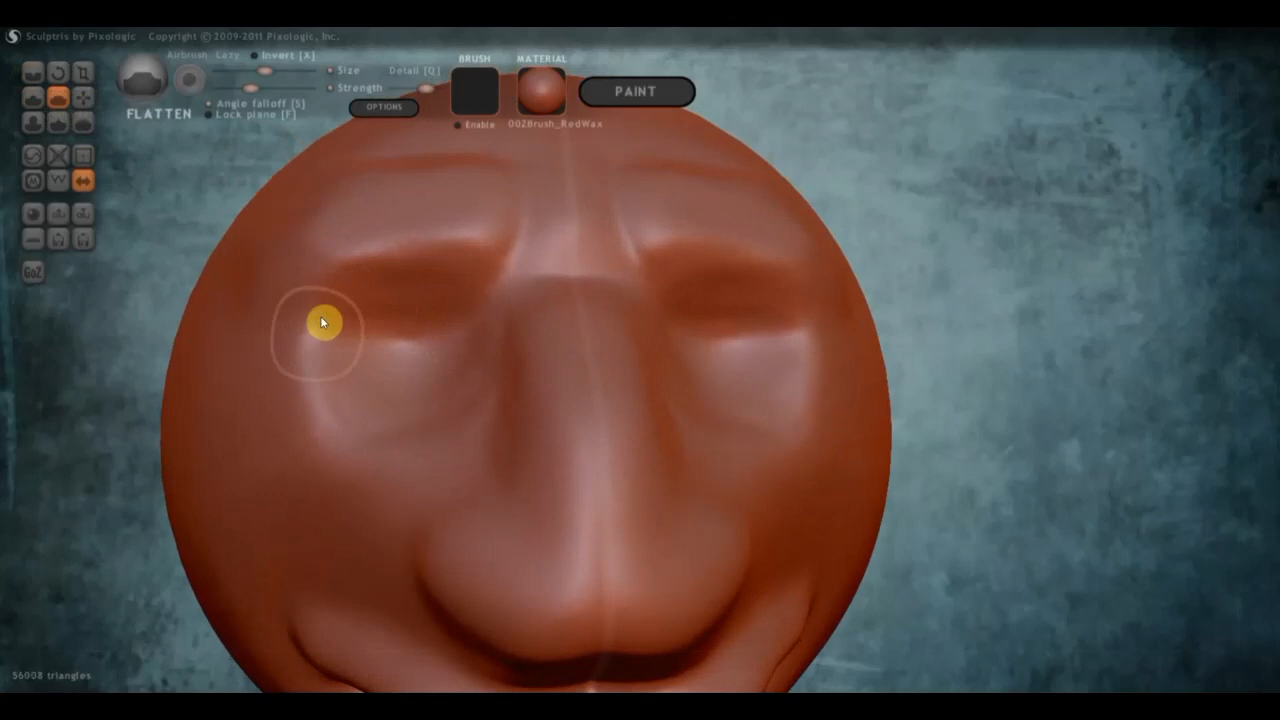 Sculptris by Pixologic Copyright © 2009-2011 Pixologic, Inc.
Airbrush Lazy Invert [X]
BRUSH MATERIAL
Size Detail [Q]
Strength
PAINT
Angle falloff [S]
OPTIONS
FLATTEN Lock plane [F]
Enable 00ZBrush_RedWax
GoZ
56008 triangles